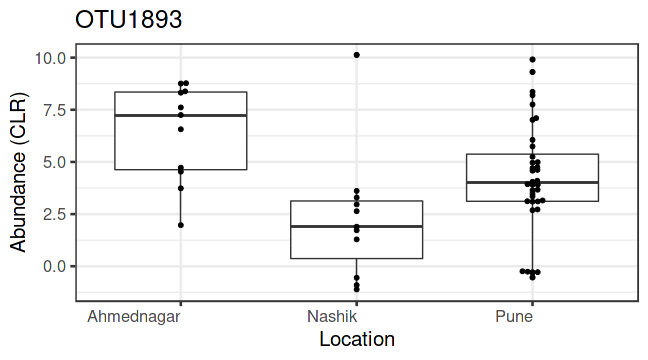 OTU1893
10.0
7.5
5.0
2.5
0.0
Abundance (CLR)
Ahmednagar Nashik Pune
Location